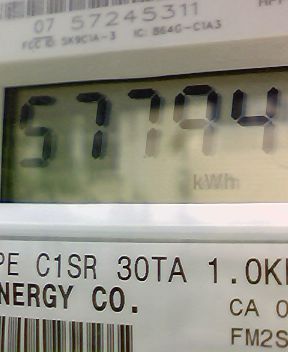 07 57245311
FCC ID: SK9C1A-3 IC: 864G-C1A3
57794
kWh
PE C1SR 30TA 1.0K
NERGY CO.
CA 0
FM2S